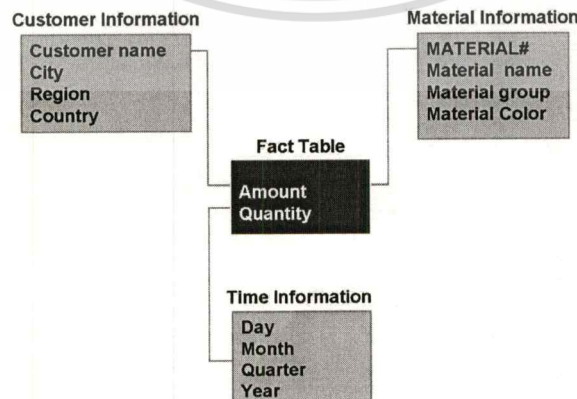 Customer Information
Customer name
City
Region
Country
Material Information
MATERIAL#
Material name
Material group
Material Color
Fact Table
Amount
Quantity
Time Information
Day
Month
Quarter
Year